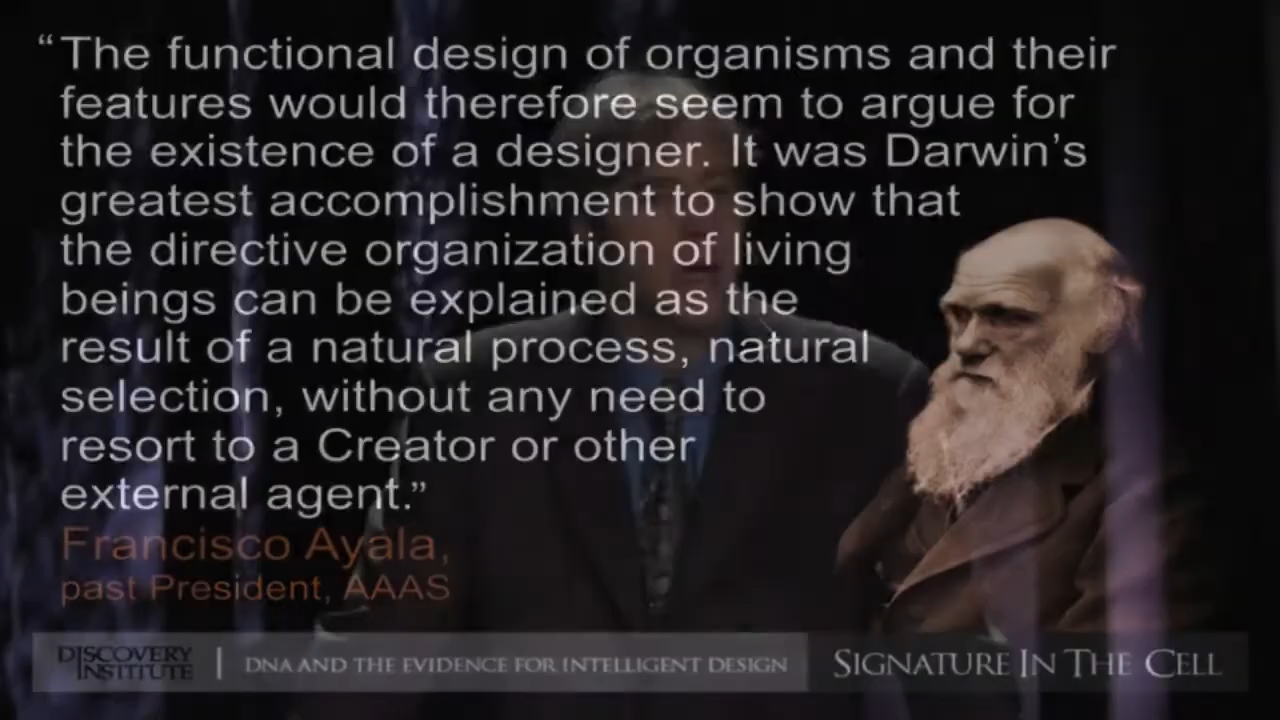 “The functional design of organisms and their
features would therefore seem to argue for
the existence of a designer. It was Darwin’s
greatest accomplishment to show that
the directive organization of living
beings can be explained as the
result of a natural process, natural
selection, without any need to
resort to a Creator or other
external agent.”
Francisco Ayala,
past President, AAAS
DISCOVERY
INSTITUTE
DNA AND THE EVIDENCE FOR INTELLIGENT DESIGN
SIGNATURE IN THE CELL